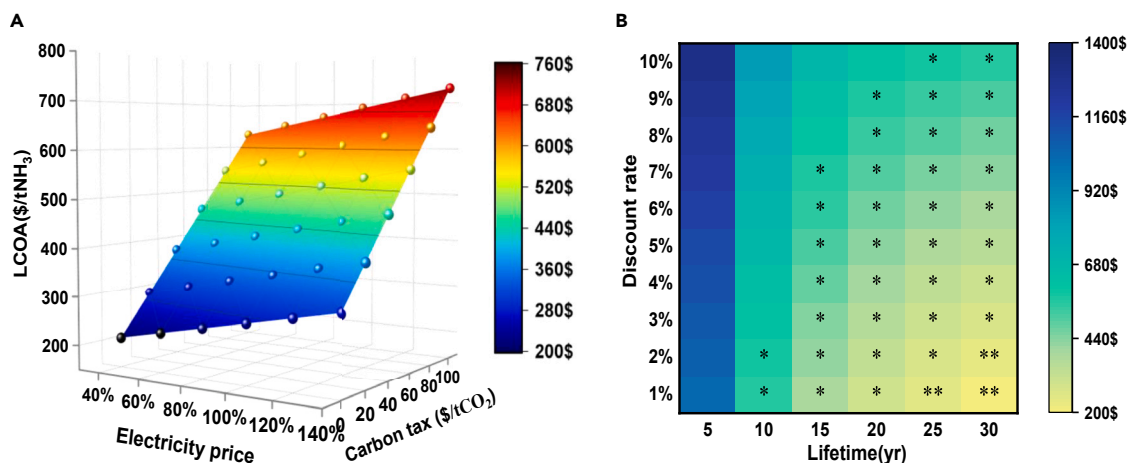 A
800
700
600
500
400
300
200
LCOA($/tNH₃)
40%
60%
80%
100%
120%
140%
Electricity price
0
20
40
60
80
100
Carbon tax ($/tCO₂)
760$
680$
600$
520$
440$
360$
280$
200$
B
Discount rate
10% * *
9% * * *
8% * * *
7% * * * *
6% * * * *
5% * * * *
4% * * * *
3% * * * *
2% * * * * **
1% * * * ** **
5 10 15 20 25 30
Lifetime(yr)
1400$
1160$
920$
680$
440$
200$